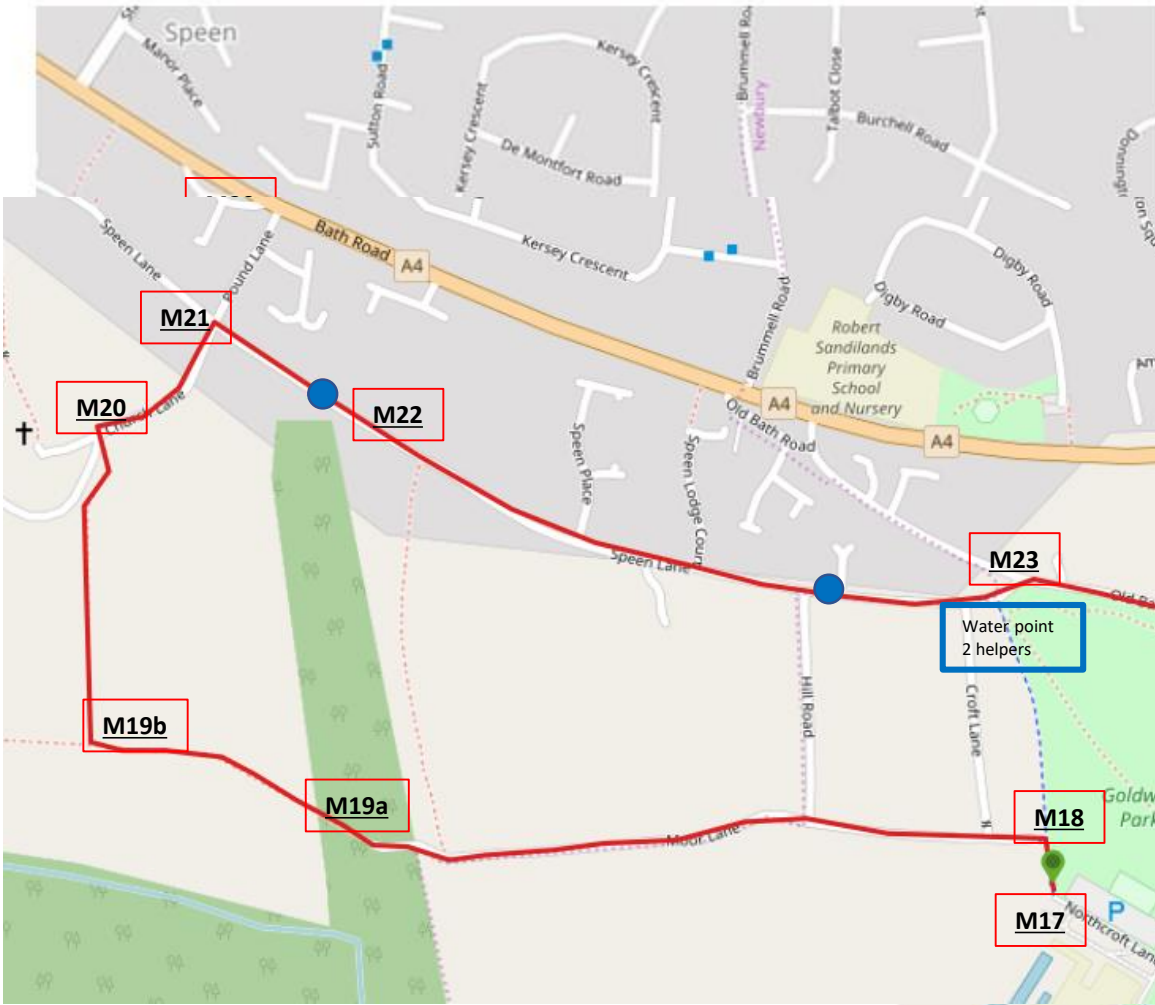 Speen
Manor Place
Sutton Road
Kersey Crescent
Kersey Crescent
De Montfort Road
Brummell Road
Newbury
Talbot Close
Burchell Road
Speen Lane
Pound Lane
Bath Road
A4
Kersey Crescent
Brummell Road
Digby Road
Digby Road
Robert
Sandilands
Primary
School
and Nursery
M21
M20
Church Lane
M22
A4
A4
Old Bath Road
Speen Place
Speen Lodge Court
Speen Lane
M23
Water point
2 helpers
Hill Road
Croft Lane
M19b
M19a
Moor Lane
M18
M17
P
Northcroft Lane